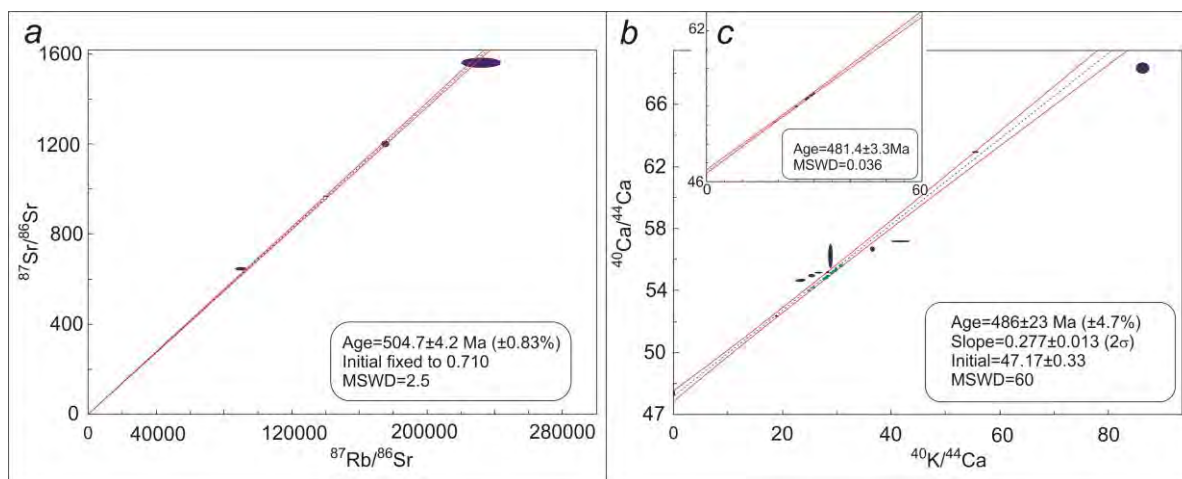 a
1600
1200
800
600
400
0
0
40000
120000
200000
280000
⁸⁷Sr/⁸⁶Sr
⁸⁷Rb/⁸⁶Sr
Age=504.7±4.2 Ma (±0.83%)
Initial fixed to 0.710
MSWD=2.5
b
c
66
62
58
54
50
47
0
20
40
60
80
⁴⁰Ca/⁴⁴Ca
⁴⁰K/⁴⁴Ca
62
46
0
60
Age=481.4±3.3Ma
MSWD=0.036
Age=486±23 Ma (±4.7%)
Slope=0.277±0.013 (2σ)
Initial=47.17±0.33
MSWD=60